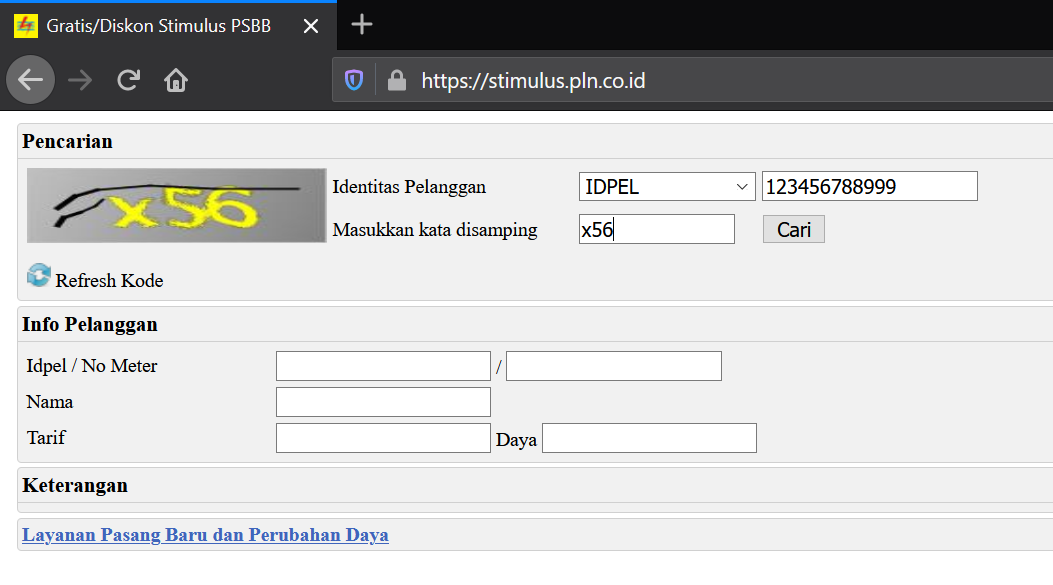 Gratis/Diskon Stimulus PSBB
https://stimulus.pln.co.id
Pencarian
x56 Identitas Pelanggan IDPEL 123456788999
Masukkan kata disamping x56 Cari
Refresh Kode
Info Pelanggan
Idpel / No Meter /
Nama
Tarif Daya
Keterangan
Layanan Pasang Baru dan Perubahan Daya